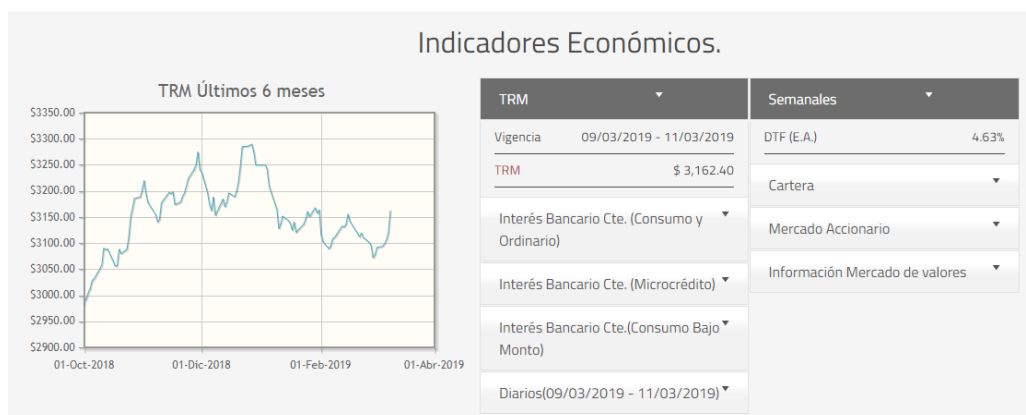 Indicadores Económicos.
TRM Últimos 6 meses
$3350.00
$3300.00
$3250.00
$3200.00
$3150.00
$3100.00
$3050.00
$3000.00
$2950.00
$2900.00
01-Oct-2018 01-Dic-2018 01-Feb-2019 01-Abr-2019
TRM
Vigencia 09/03/2019 - 11/03/2019
TRM $ 3,162.40
Interés Bancario Cte. (Consumo y
Ordinario)
Interés Bancario Cte. (Microcrédito)
Interés Bancario Cte.(Consumo Bajo
Monto)
Diarios(09/03/2019 - 11/03/2019)
Semanales
DTF (E.A.) 4.63%
Cartera
Mercado Accionario
Información Mercado de valores